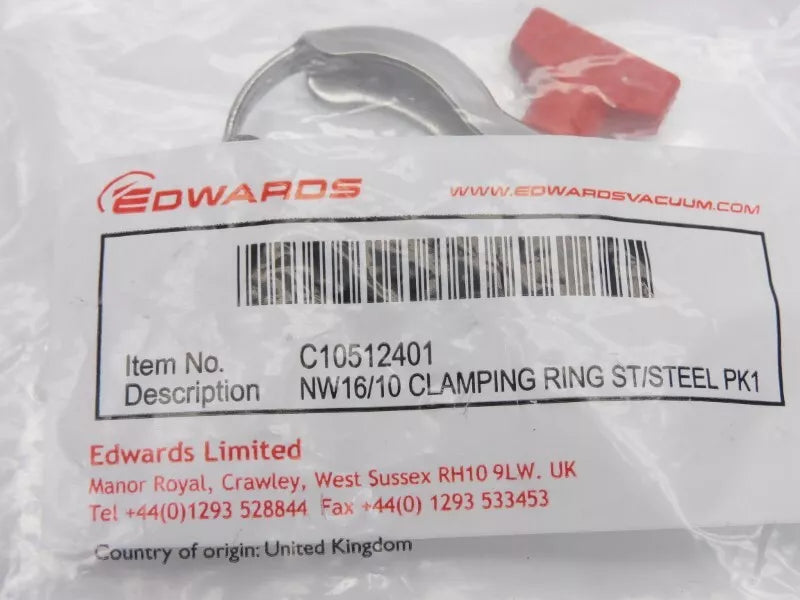 EDWARDS
WWW.EDWARDSVACUUM.COM
Item No. C10512401
Description NW16/10 CLAMPING RING ST/STEEL PK1
Edwards Limited
Manor Royal, Crawley, West Sussex RH10 9LW. UK
Tel +44(0)1293 528844 Fax +44(0) 1293 533453
Country of origin: United Kingdom